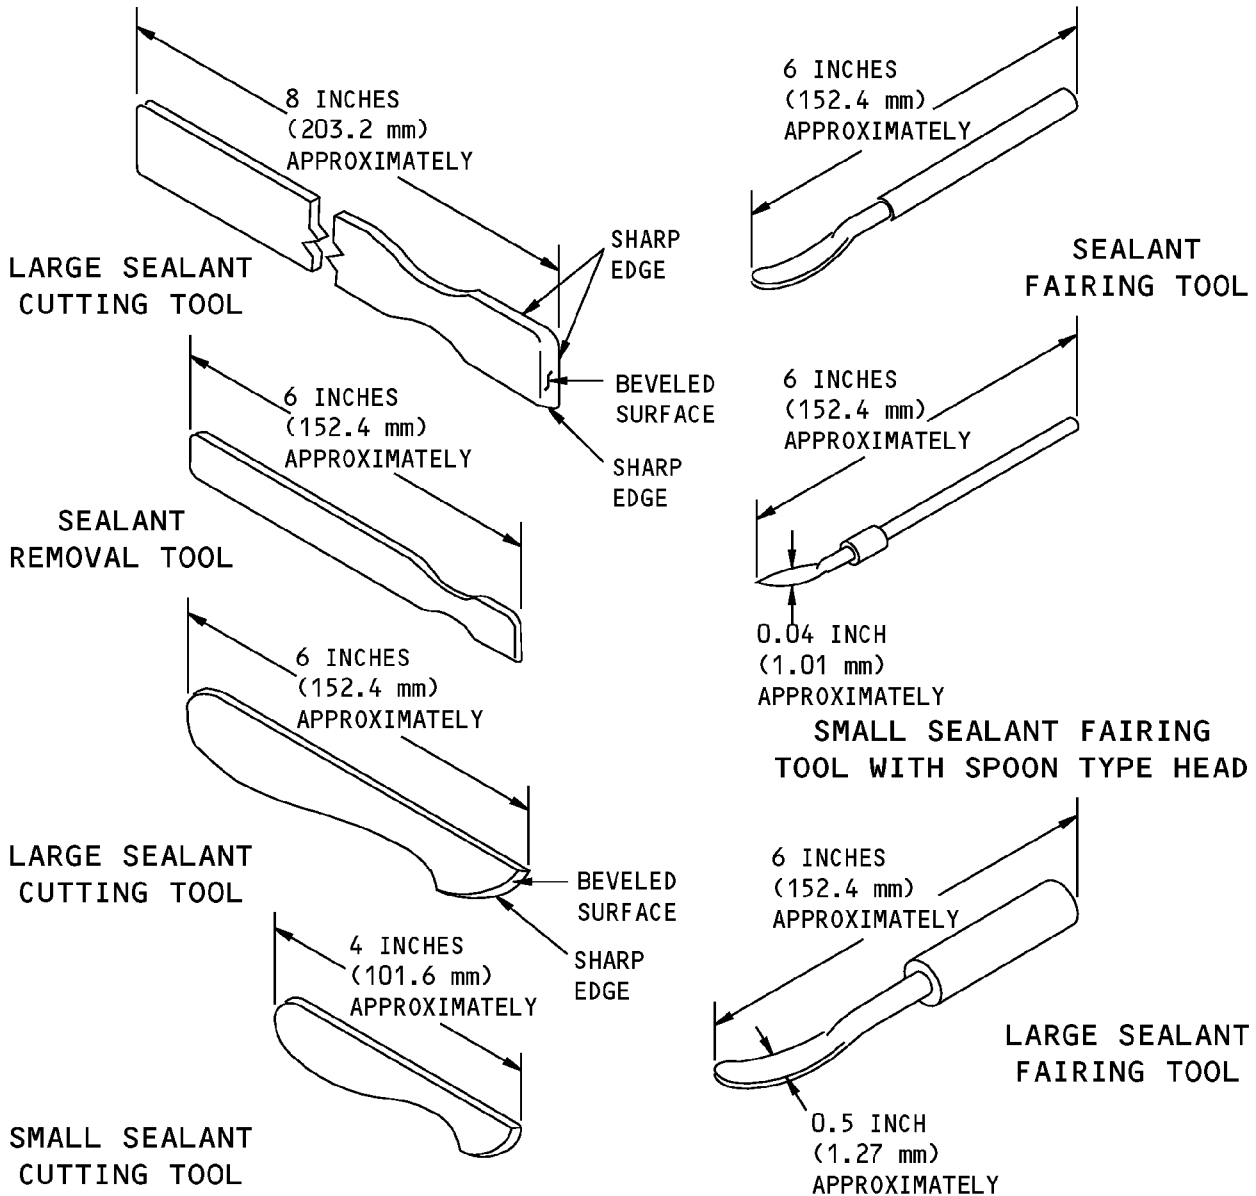 8 INCHES
(203.2 mm)
APPROXIMATELY
SHARP
EDGE
LARGE SEALANT
CUTTING TOOL
BEVELED
SURFACE
SHARP
EDGE
6 INCHES
(152.4 mm)
APPROXIMATELY
SEALANT
REMOVAL TOOL
6 INCHES
(152.4 mm)
APPROXIMATELY
LARGE SEALANT
CUTTING TOOL
BEVELED
SURFACE
SHARP
EDGE
4 INCHES
(101.6 mm)
APPROXIMATELY
SMALL SEALANT
CUTTING TOOL
6 INCHES
(152.4 mm)
APPROXIMATELY
SEALANT
FAIRING TOOL
6 INCHES
(152.4 mm)
APPROXIMATELY
0.04 INCH
(1.01 mm)
APPROXIMATELY
SMALL SEALANT FAIRING
TOOL WITH SPOON TYPE HEAD
6 INCHES
(152.4 mm)
APPROXIMATELY
LARGE SEALANT
FAIRING TOOL
0.5 INCH
(1.27 mm)
APPROXIMATELY